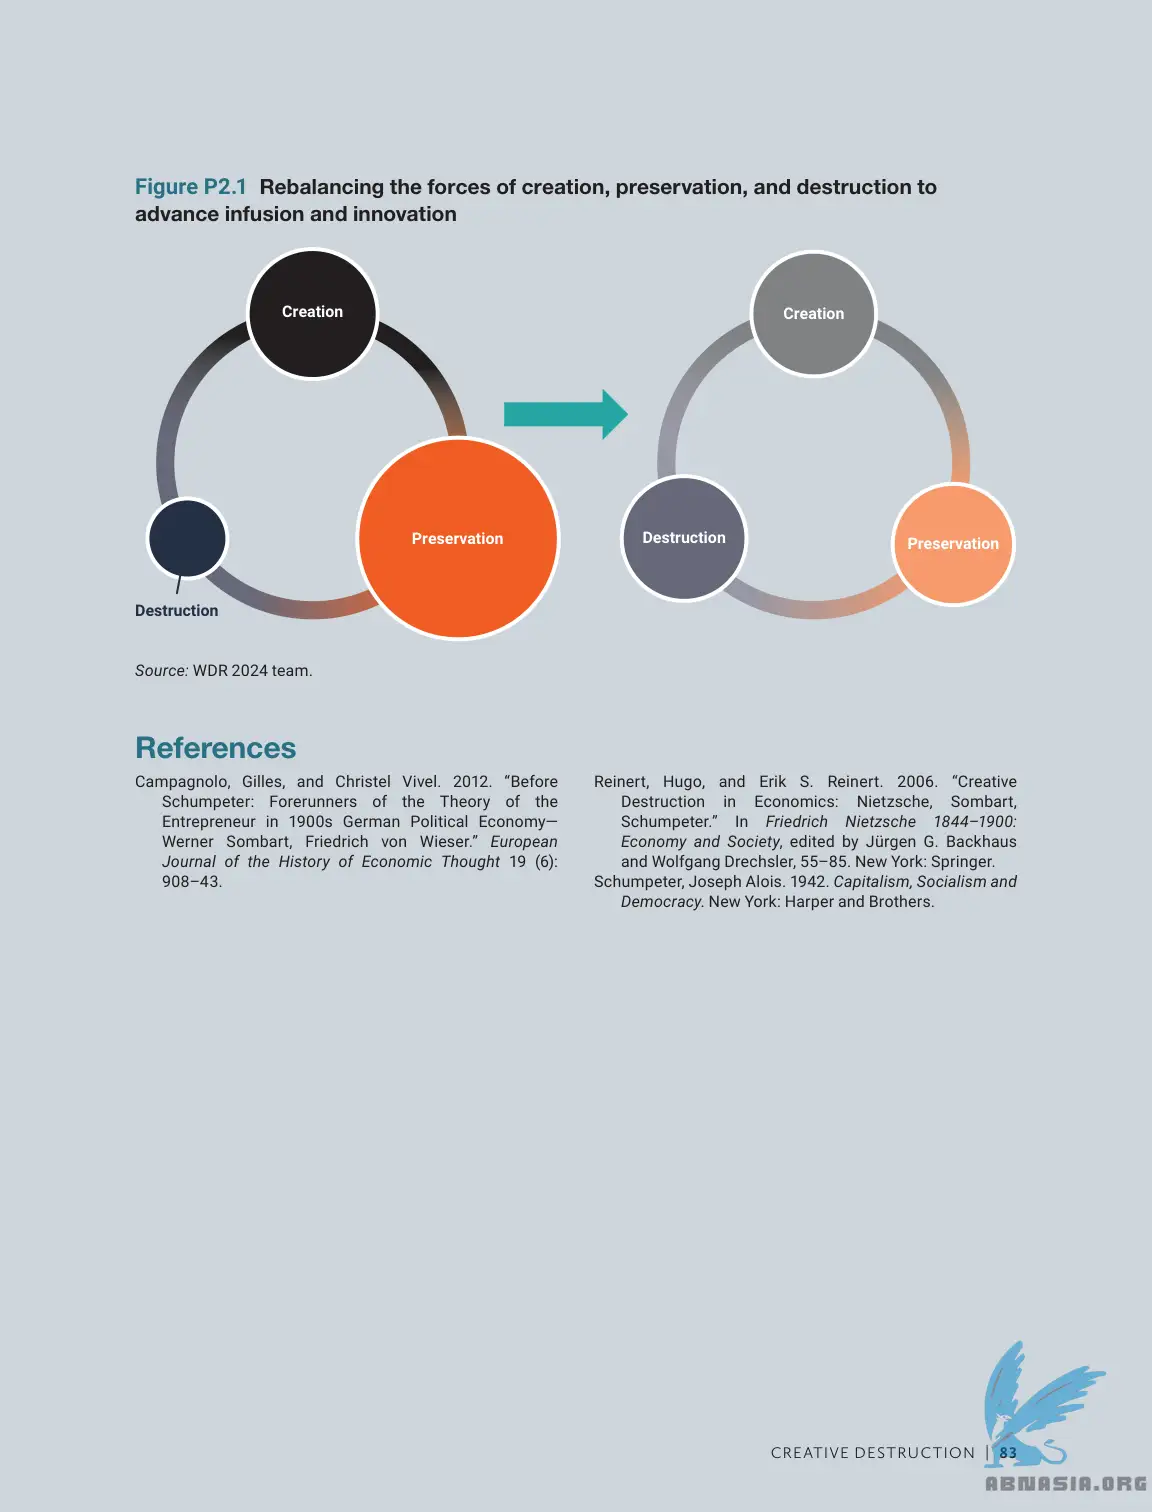 Figure P2.1 Rebalancing the forces of creation, preservation, and destruction to
advance infusion and innovation
Creation
Preservation
Destruction
Creation
Destruction
Preservation
Source: WDR 2024 team.
References
Campagnolo, Gilles, and Christel Vivel. 2012. “Before
Schumpeter: Forerunners of the Theory of the
Entrepreneur in 1900s German Political Economy—
Werner Sombart, Friedrich von Wieser.” European
Journal of the History of Economic Thought 19 (6):
908–43.
Reinert, Hugo, and Erik S. Reinert. 2006. “Creative
Destruction in Economics: Nietzsche, Sombart,
Schumpeter.” In Friedrich Nietzsche 1844–1900:
Economy and Society, edited by Jürgen G. Backhaus
and Wolfgang Drechsler, 55–85. New York: Springer.
Schumpeter, Joseph Alois. 1942. Capitalism, Socialism and
Democracy. New York: Harper and Brothers.
CREATIVE DESTRUCTION | 83
ABNASIA.ORG